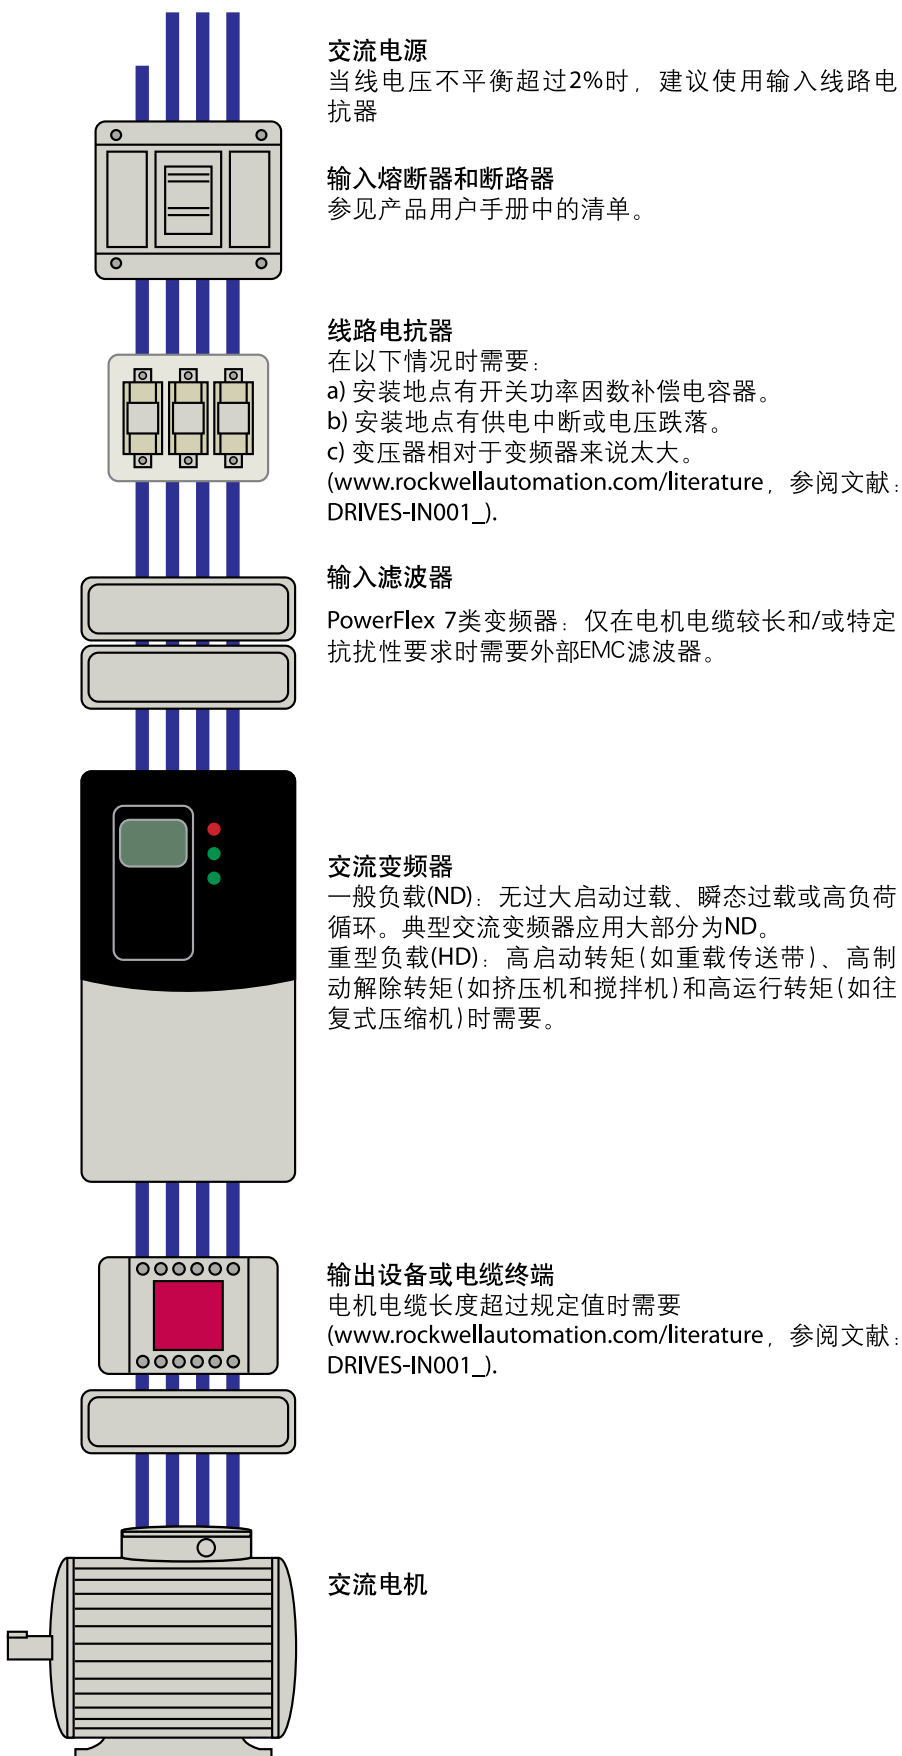 交流电源
当线电压不平衡超过2%时，建议使用输入线路电
抗器
输入熔断器和断路器
参见产品用户手册中的清单。
线路电抗器
在以下情况时需要：
a) 安装地点有开关功率因数补偿电容器。
b) 安装地点有供电中断或电压跌落。
c) 变压器相对于变频器来说太大。
(www.rockwellautomation.com/literature，参阅文献：
DRIVES-IN001_).
输入滤波器
PowerFlex 7类变频器：仅在电机电缆较长和/或特定
抗扰性要求时需要外部EMC滤波器。
交流变频器
一般负载(ND)：无过大启动过载、瞬态过载或高负荷
循环。典型交流变频器应用大部分为ND。
重型负载(HD)：高启动转矩(如重载传送带)、高制
动解除转矩(如挤压机和搅拌机)和高运行转矩(如往
复式压缩机)时需要。
输出设备或电缆终端
电机电缆长度超过规定值时需要
(www.rockwellautomation.com/literature，参阅文献：
DRIVES-IN001_).
交流电机